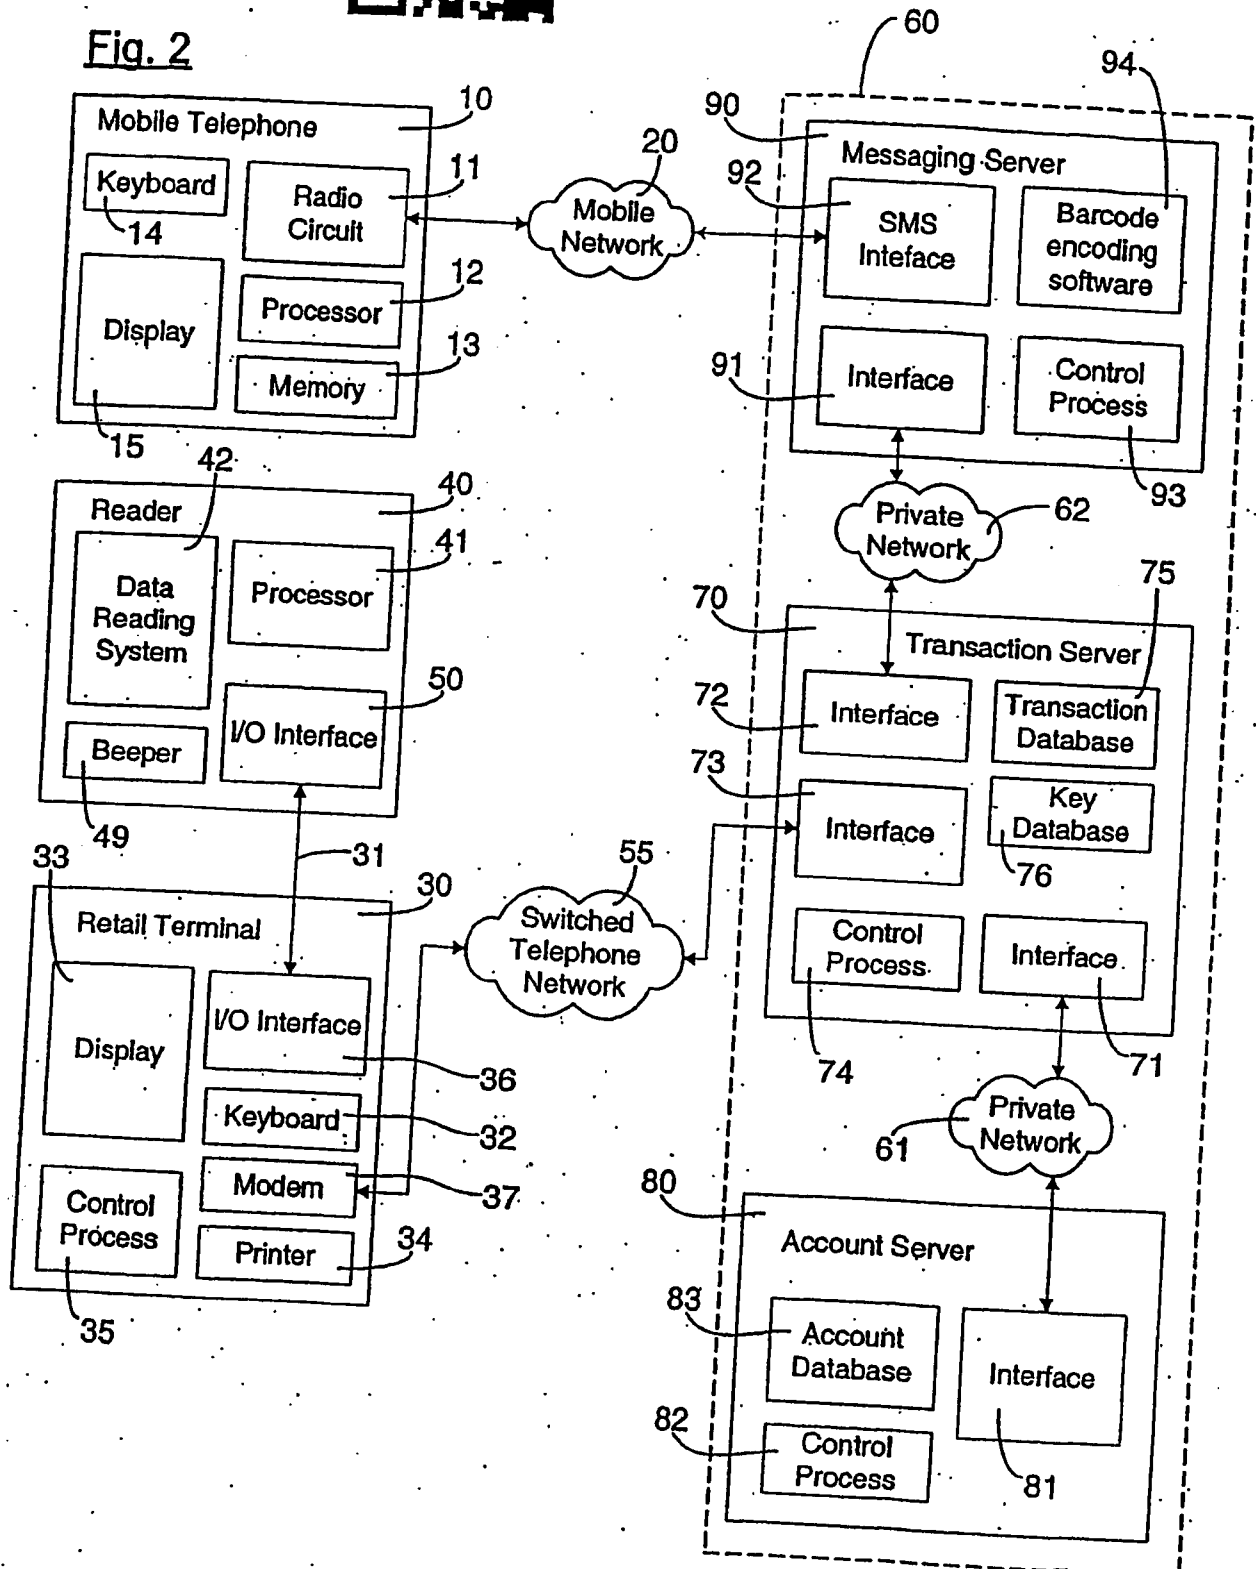 Fig. 2
Mobile Telephone
10
Keyboard
14
Radio
Circuit
11
Processor
12
Memory
13
Display
15
Reader
40
42
Data
Reading
System
Processor
41
I/O Interface
50
Beeper
49
31
Retail Terminal
30
33
Display
I/O Interface
36
Keyboard
32
Modem
37
Printer
34
Control
Process
35
Mobile
Network
20
Switched
Telephone
Network
55
60
90
Messaging Server
94
92
SMS
Inteface
Barcode
encoding
software
91
Interface
Control
Process
93
Private
Network
62
70
Transaction Server
75
72
Interface
Transaction
Database
73
Interface
Key
Database
76
Control
Process
74
Interface
71
Private
Network
61
80
Account Server
83
Account
Database
Interface
81
82
Control
Process